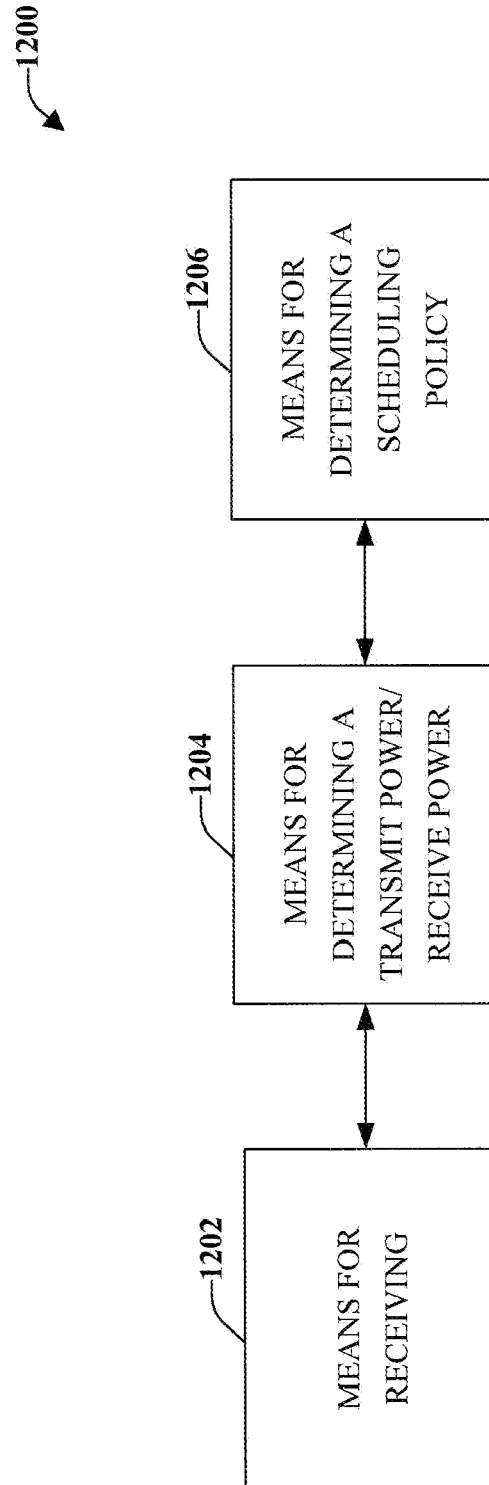 1200
1202
MEANS FOR
RECEIVING
1204
MEANS FOR
DETERMINING A
TRANSMIT POWER/
RECEIVE POWER
1206
MEANS FOR
DETERMINING A
SCHEDULING
POLICY